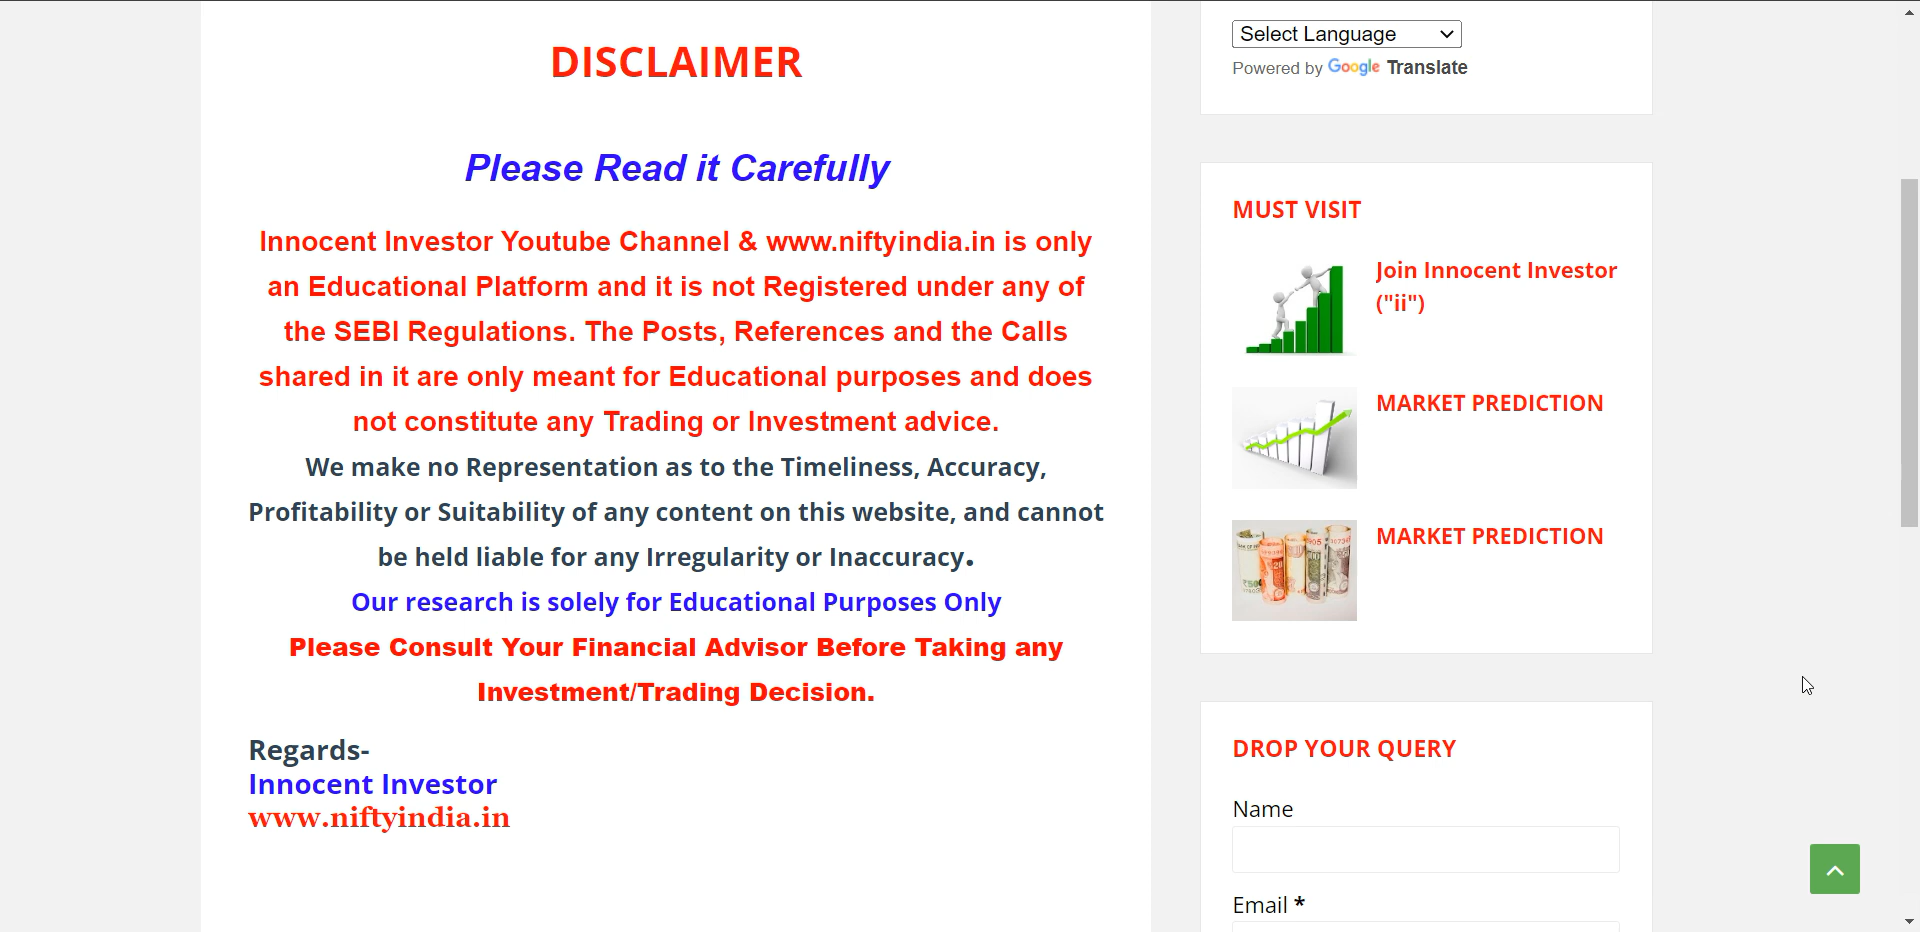 DISCLAIMER
Please Read it Carefully
Innocent Investor Youtube Channel & www.niftyindia.in is only
an Educational Platform and it is not Registered under any of
the SEBI Regulations. The Posts, References and the Calls
shared in it are only meant for Educational purposes and does
not constitute any Trading or Investment advice.
We make no Representation as to the Timeliness, Accuracy,
Profitability or Suitability of any content on this website, and cannot
be held liable for any Irregularity or Inaccuracy.
Our research is solely for Educational Purposes Only
Please Consult Your Financial Advisor Before Taking any
Investment/Trading Decision.
Regards-
Innocent Investor
www.niftyindia.in
Select Language
Powered by Google Translate
MUST VISIT
Join Innocent Investor
("ii")
MARKET PREDICTION
MARKET PREDICTION
DROP YOUR QUERY
Name
Email *